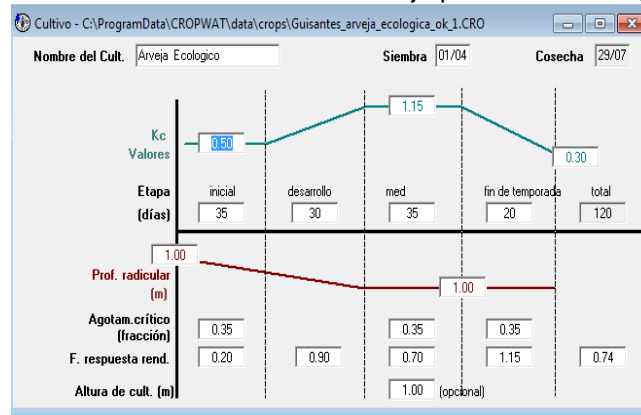 Cultivo - C:\ProgramData\CROPWAT\data\crops\Guisantes_arveja_ecologica_ok_1.CRO
Nombre del Cult. Arveja Ecologico Siembra 01/04 Cosecha 29/07
Kc
Valores
0.50 1.15 0.30
Etapa inicial desarrollo med fin de temporada total
(días) 35 30 35 20 120
1.00
Prof. radicular
(m)
1.00
Agotam.crítico
(fracción) 0.35 0.35 0.35
F. respuesta rend. 0.20 0.90 0.70 1.15 0.74
Altura de cult. (m) 1.00 (opcional)